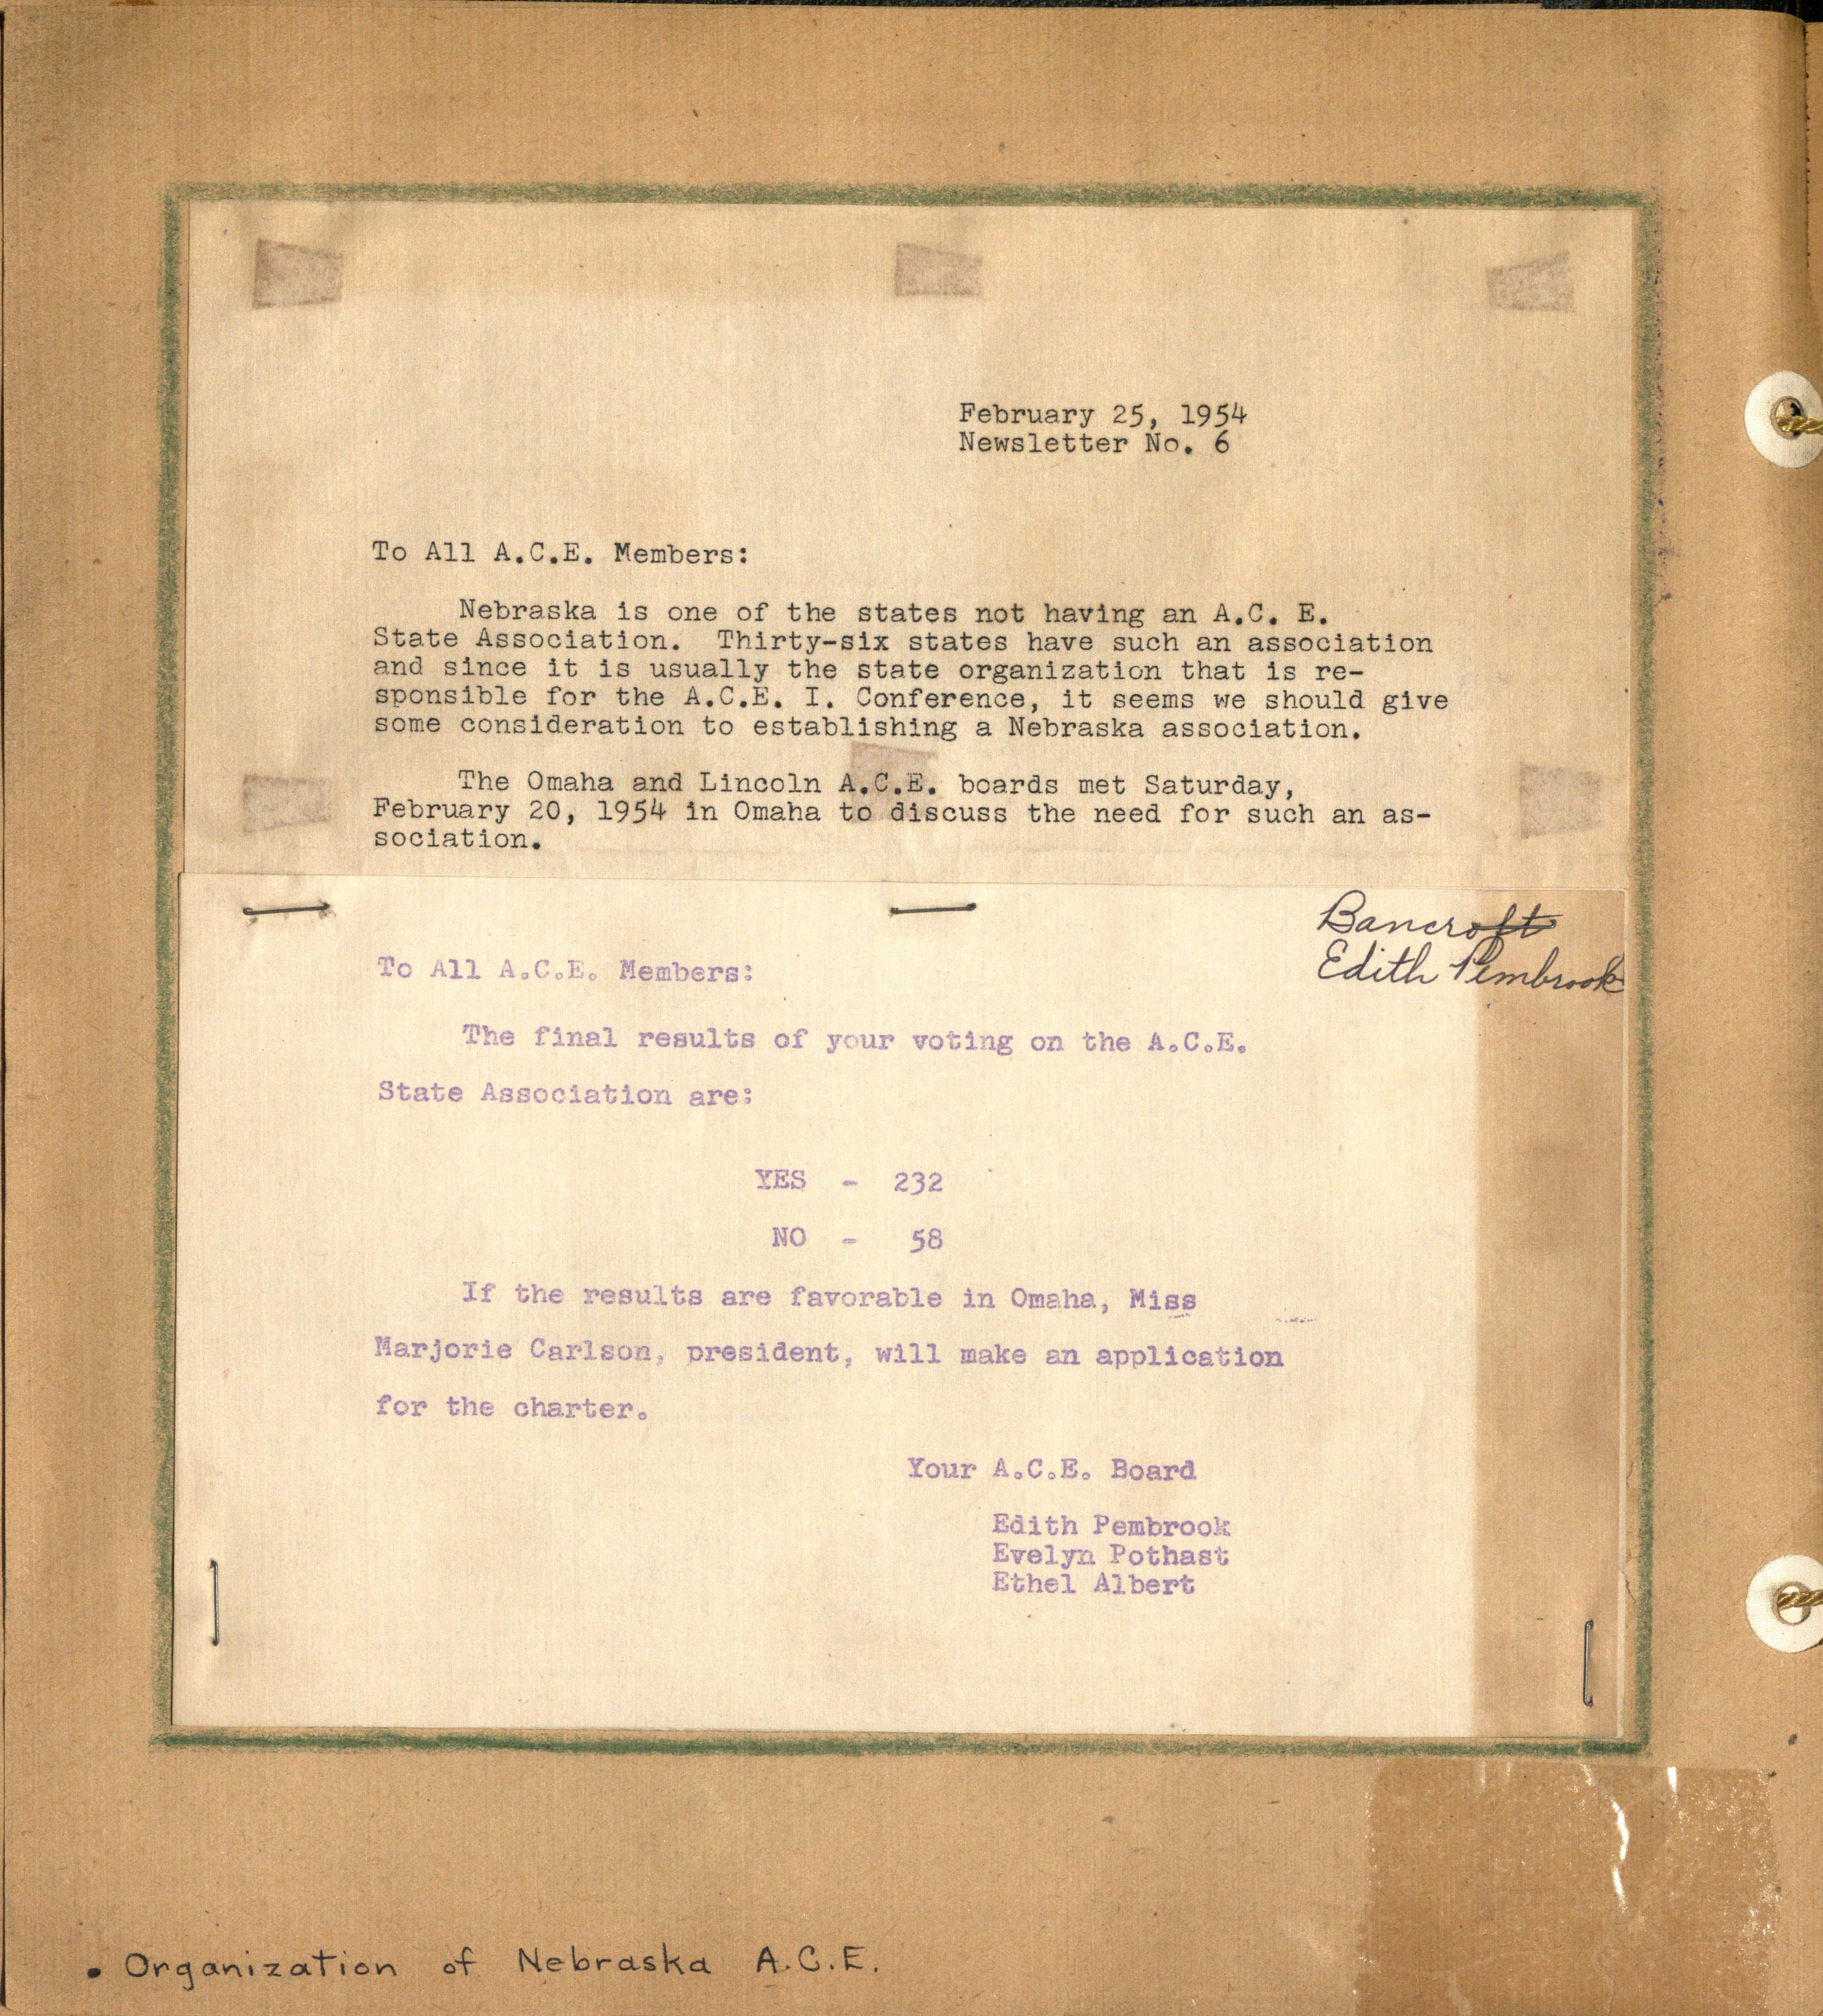 February 25, 1954
Newsletter No. 6
To All A.C.E. Members:
Nebraska is one of the states not having an A.C. E.
State Association. Thirty-six states have such an association
and since it is usually the state organization that is re-
sponsible for the A.C.E. I. Conference, it seems we should give
some consideration to establishing a Nebraska association.
The Omaha and Lincoln A.C.E. boards met Saturday,
February 20, 1954 in Omaha to discuss the need for such an as-
sociation.
Bancroft
Edith Pembrook
To All A.C.E. Members:
The final results of your voting on the A.C.E.
State Association are:
YES - 232
NO - 58
If the results are favorable in Omaha, Miss
Marjorie Carlson, president, will make an application
for the charter.
Your A.C.E. Board
Edith Pembrook
Evelyn Pothast
Ethel Albert
• Organization of Nebraska A.C.E.